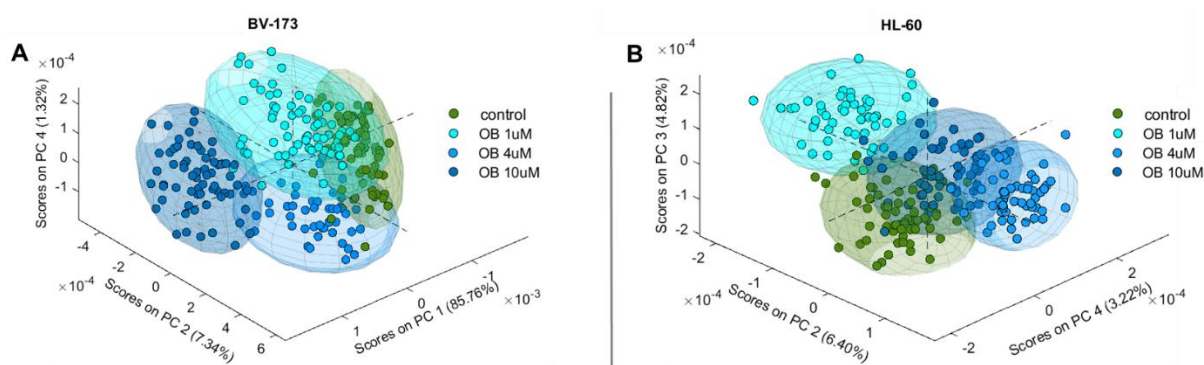 BV-173
A
×10⁻⁴
Scores on PC 4 (1.32%)
2
1
0
-1
-4
-2
0
2
4
6
×10⁻⁴
Scores on PC 2 (7.34%)
1
0
-1
×10⁻³
Scores on PC 1 (85.76%)
control
OB 1uM
OB 4uM
OB 10uM
HL-60
B
×10⁻⁴
Scores on PC 3 (4.82%)
2
1
0
-1
-2
-2
-1
0
1
×10⁻⁴
Scores on PC 2 (6.40%)
-2
0
2
×10⁻⁴
Scores on PC 4 (3.22%)
control
OB 1uM
OB 4uM
OB 10uM